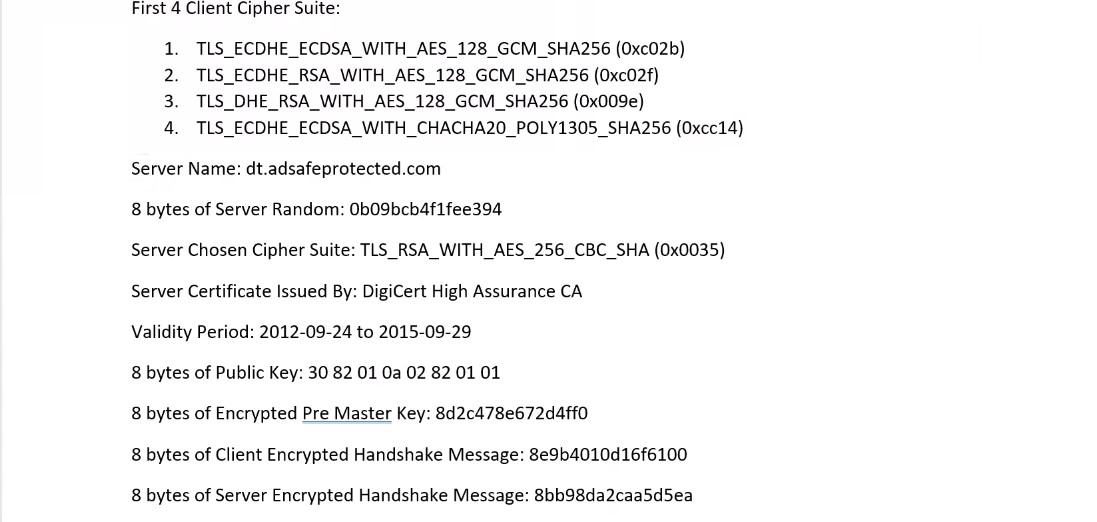 First 4 Client Cipher Suite:
1. TLS_ECDHE_ECDSA_WITH_AES_128_GCM_SHA256 (0xc02b)
2. TLS_ECDHE_RSA_WITH_AES_128_GCM_SHA256 (0xc02f)
3. TLS_DHE_RSA_WITH_AES_128_GCM_SHA256 (0x009e)
4. TLS_ECDHE_ECDSA_WITH_CHACHA20_POLY1305_SHA256 (0xcc14)
Server Name: dt.adsafeprotected.com
8 bytes of Server Random: 0b09bcb4f1fee394
Server Chosen Cipher Suite: TLS_RSA_WITH_AES_256_CBC_SHA (0x0035)
Server Certificate Issued By: DigiCert High Assurance CA
Validity Period: 2012-09-24 to 2015-09-29
8 bytes of Public Key: 30 82 01 0a 02 82 01 01
8 bytes of Encrypted Pre Master Key: 8d2c478e672d4ff0
8 bytes of Client Encrypted Handshake Message: 8e9b4010d16f6100
8 bytes of Server Encrypted Handshake Message: 8bb98da2caa5d5ea